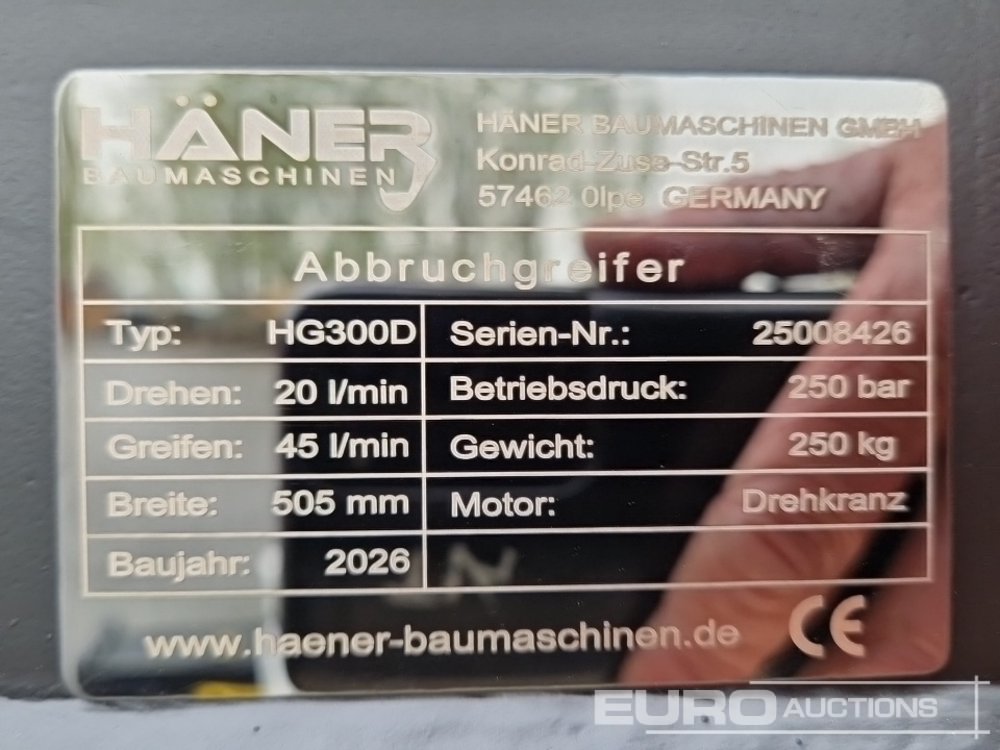 HÄNER
BAUMASCHINEN
HÄNER BAUMASCHINEN GMBH
Konrad-Zuse-Str.5
57462 Olpe GERMANY
Abbruchgreifer
Typ: HG300D Serien-Nr.: 25008426
Drehen: 20 l/min Betriebsdruck: 250 bar
Greifen: 45 l/min Gewicht: 250 kg
Breite: 505 mm Motor: Drehkranz
Baujahr: 2026
www.haener-baumaschinen.de CE
EURO AUCTIONS